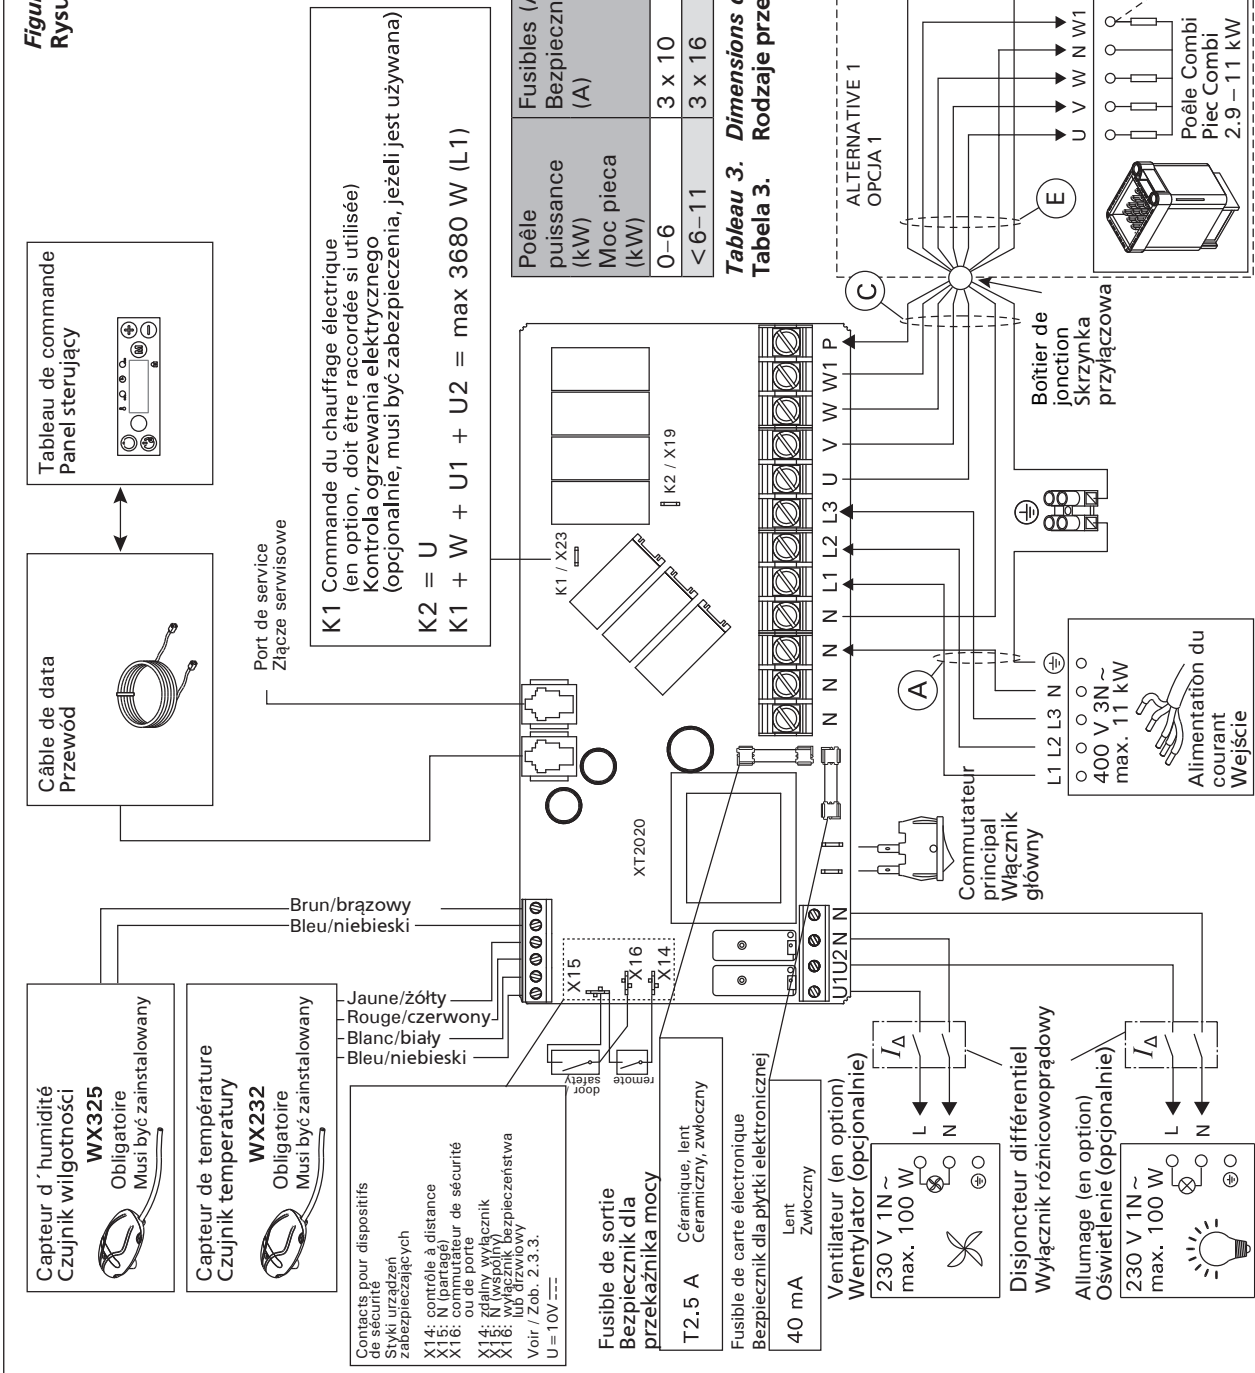 Figur
Rysu
Tableau de commande
Panel sterujący
Câble de data
Przewód
Port de service
Złącze serwisowe
K1 Commande du chauffage électrique
(en option, doit être raccordée si utilisée)
Kontrola ogrzewania elektrycznego
(opcjonalnie, musi być zabezpieczenia, jeżeli jest używana)
K2 = U
K1 + W + U1 + U2 = max 3680 W (L1)
Poêle
puissance
(kW)
Moc pieca
(kW)
Fusibles (A
Bezpieczn
(A)
0–6
3 x 10
<6–11
3 x 16
Tableau 3. Dimensions
Tabela 3. Rodzaje prze
Capteur d´humidité
Czujnik wilgotności
WX325
Obligatoire
Musi być zainstalowany
Capteur de température
Czujnik temperatury
WX232
Obligatoire
Musi być zainstalowany
Brun/brązowy
Bleu/niebieski
Jaune/żółty
Rouge/czerwony
Blanc/biały
Bleu/niebieski
Contacts pour dispositifs
de sécurité
Styki urządzeń
zabezpieczających
X14: contrôle à distance
X15: N (partagé)
X16: commutateur de sécurité
ou de porte
X14: zdalny wyłącznik
X15: N (wspólny)
X16: wyłącznik bezpieczeństwa
lub drzwiowy
Voir / Zob. 2.3.3.
U=10V
door/
safety
remote
X15
X16
X14
XT2020
K1 / X23
K2 / X19
Fusible de sortie
Bezpiecznik dla
przekaźnika mocy
T2.5 A
Céramique, lent
Ceramiczny, zwłoczny
Fusible de carte électronique
Bezpiecznik dla płytki elektronicznej
40 mA
Lent
Zwłoczny
U1 U2 N N
N N N N L1 L2 L3 U V W W1 P
Commutateur
principal
Włącznik
główny
Ventilateur (en option)
Wentylator (opcjonalnie)
230 V 1N~
max. 100 W
L
N
I∆
Disjoncteur différentiel
Wyłącznik różnicowoprądowy
Allumage (en option)
Oświetlenie (opcjonalnie)
230 V 1N~
max. 100 W
L
N
I∆
A
L1 L2 L3 N
400 V 3N~
max. 11 kW
Alimentation du
courant
Wejście
C
Boîtier de
jonction
Skrzynka
przyłączowa
ALTERNATIVE 1
OPCJA 1
E
U V W N W1
Poêle Combi
Piec Combi
2.9 – 11 kW